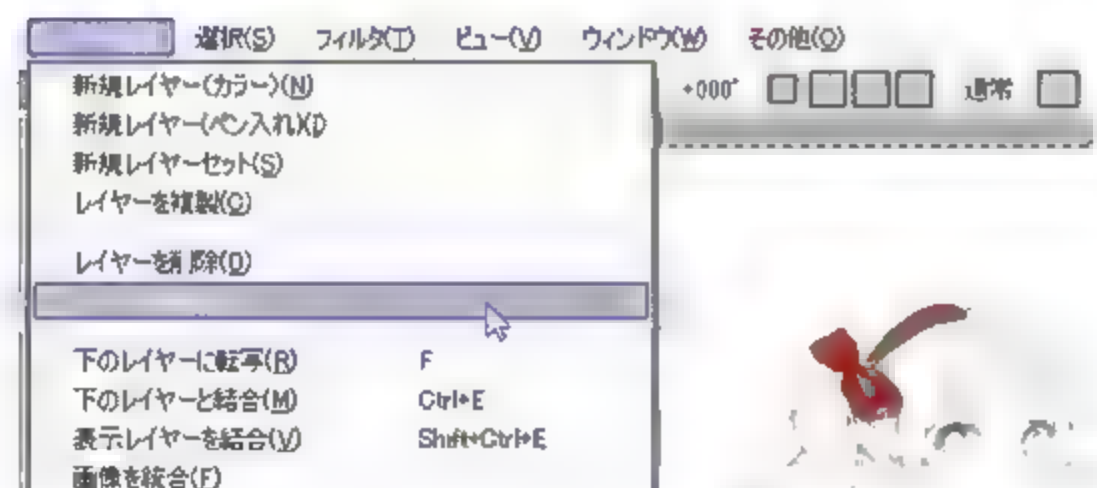 選択(S) フィルタ(T) ビュー(V) ウィンドウ(W) その他(O)
+000° 通常
新規レイヤー(カラー)(N)
新規レイヤー(ペン入れ)(I)
新規レイヤーセット(S)
レイヤーを複製(C)
レイヤーを削除(D)
下のレイヤーに転写(R) F
下のレイヤーと結合(M) Ctrl+E
表示レイヤーを結合(V) Shift+Ctrl+E
画像を統合(F)